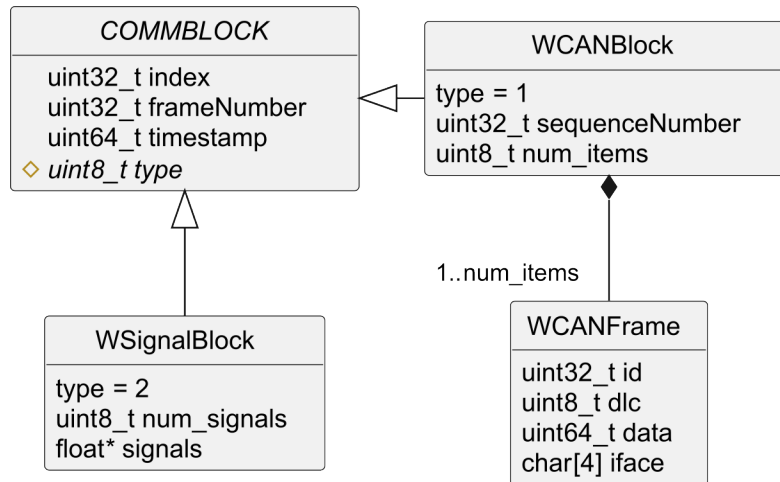 COMMBLOCK
uint32_t index
uint32_t frameNumber
uint64_t timestamp
uint8_t type
WCANBlock
type = 1
uint32_t sequenceNumber
uint8_t num_items
1..num_items
WSignalBlock
type = 2
uint8_t num_signals
float* signals
WCANFrame
uint32_t id
uint8_t dlc
uint64_t data
char[4] iface